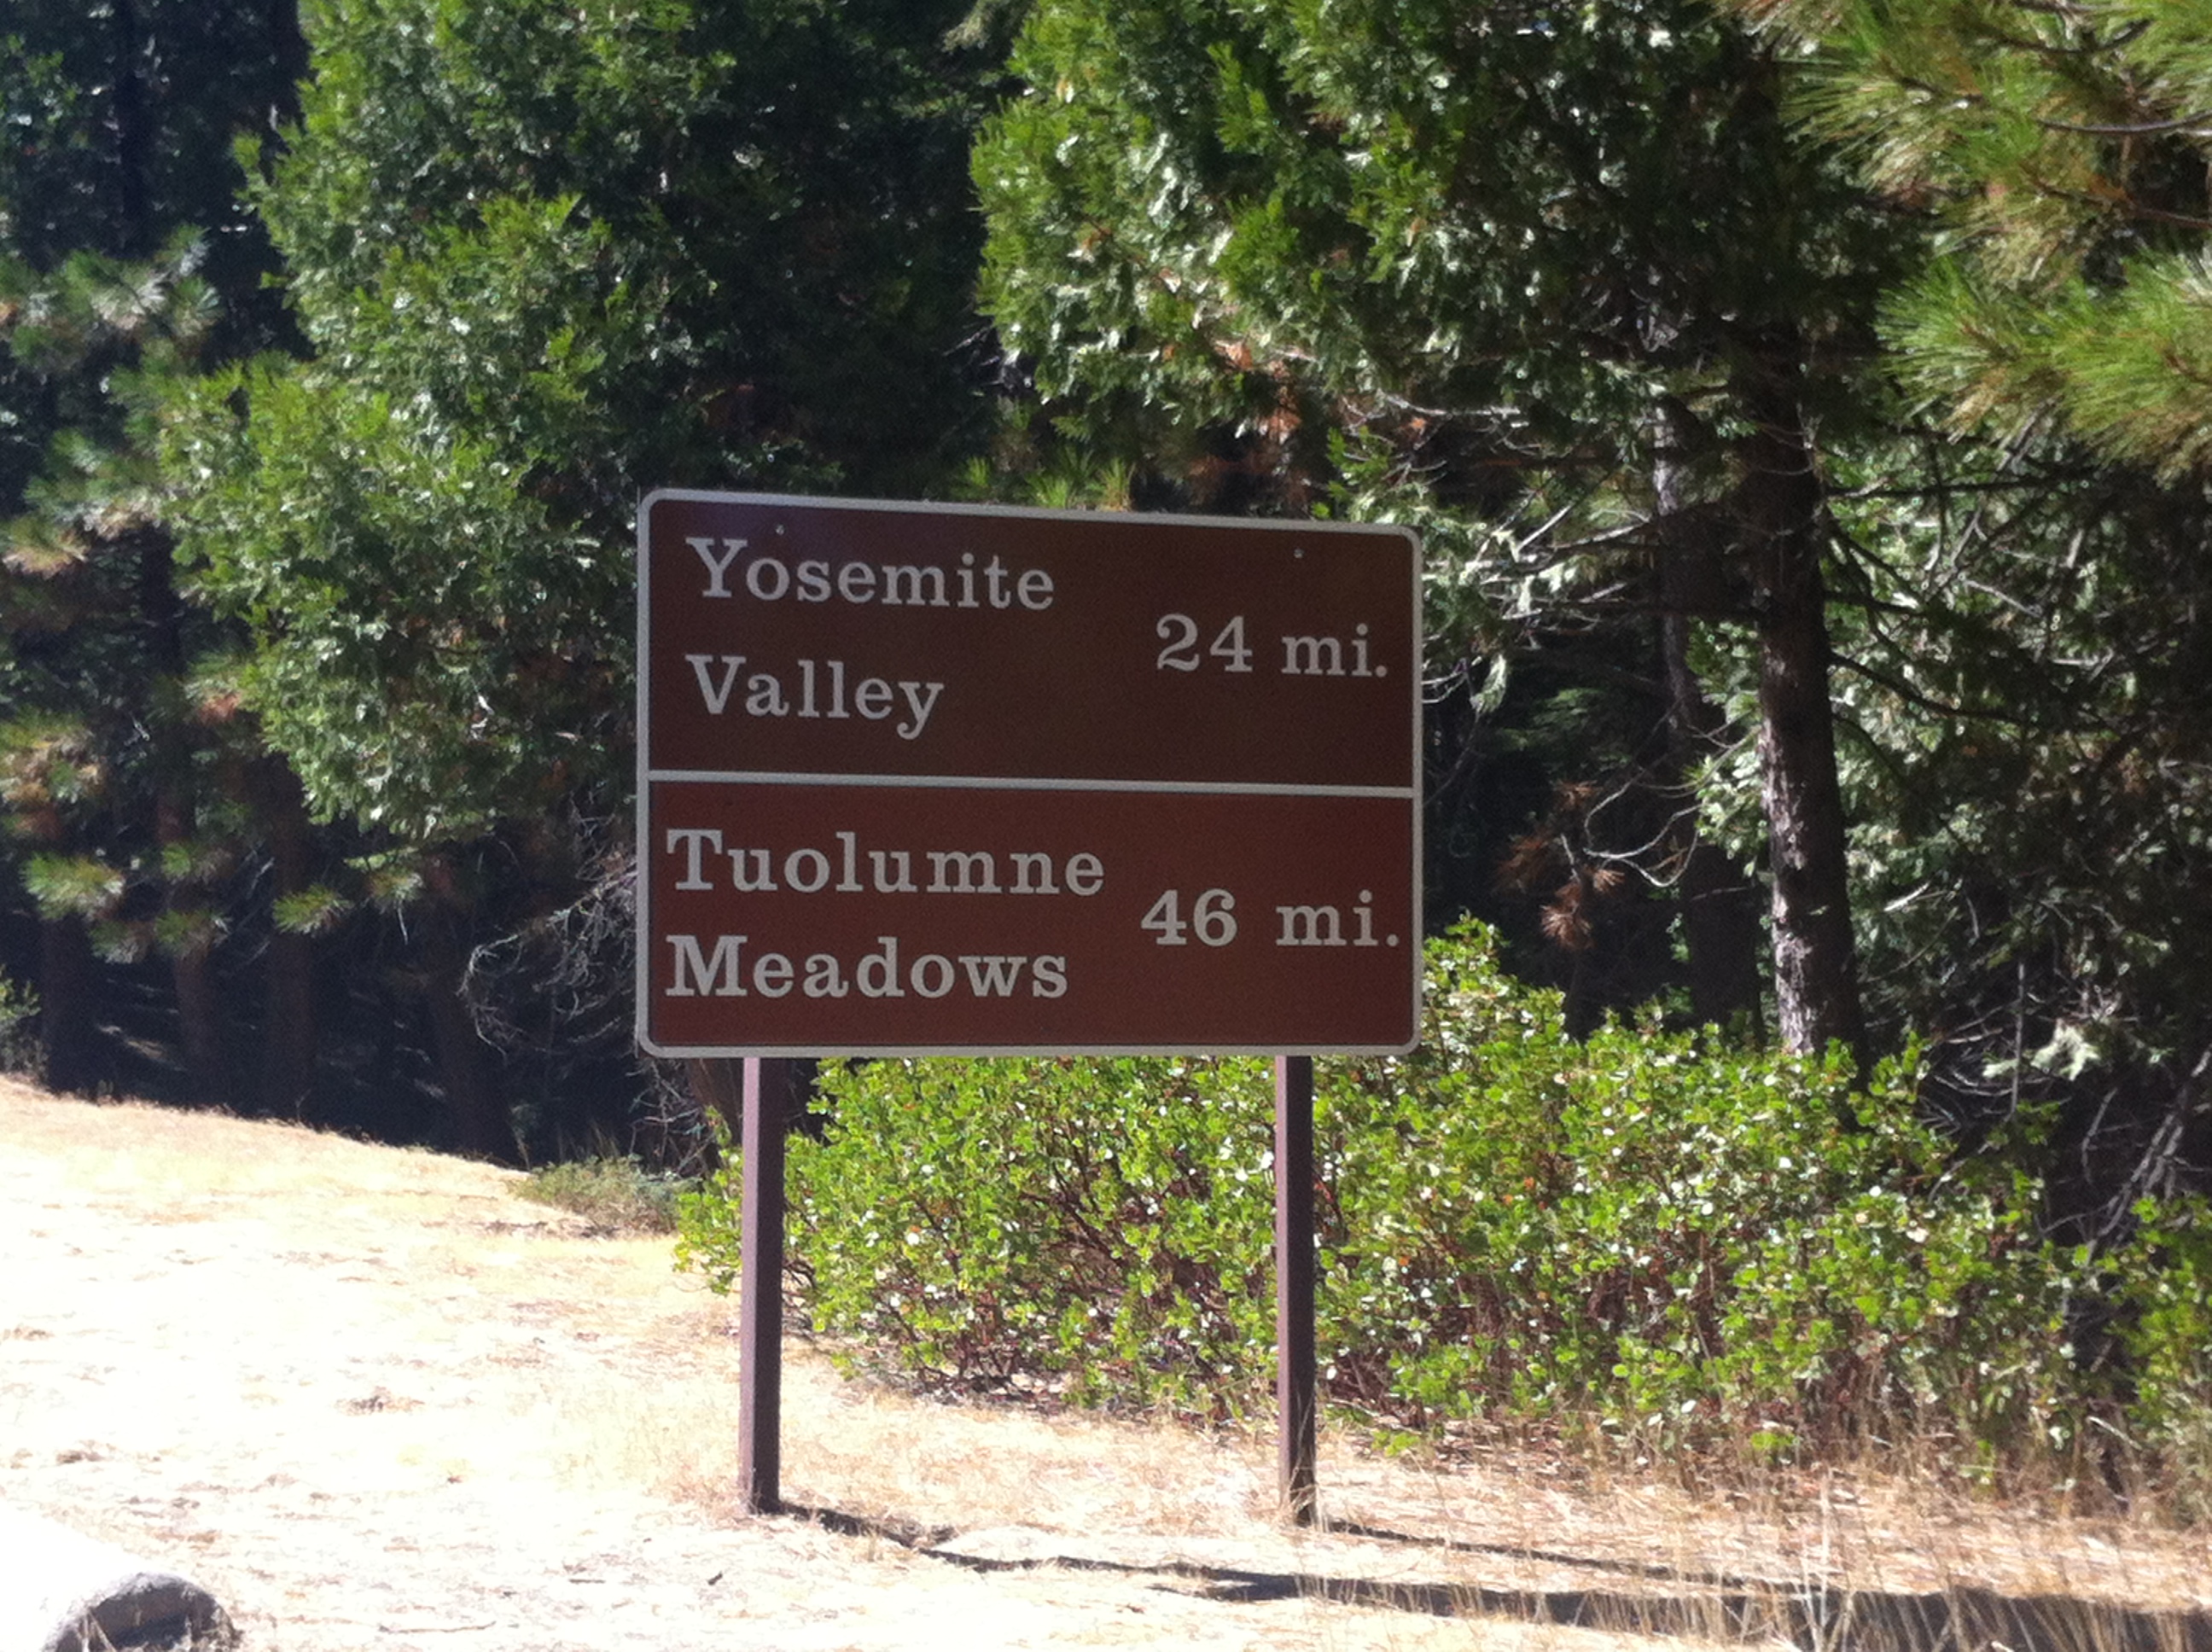 Yosemite
Valley
24 mi.
Tuolumne
Meadows
46 mi.